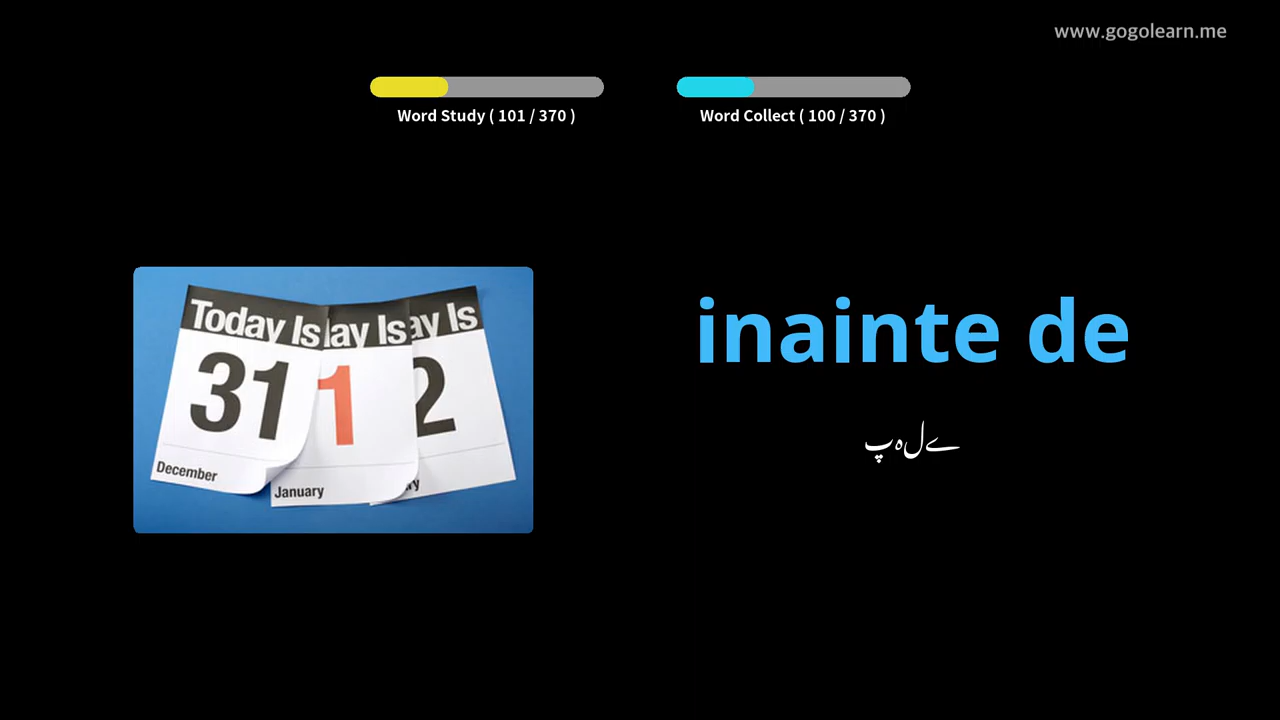 www.gogolearn.me
Word Study ( 101 / 370 )
Word Collect ( 100 / 370 )
Today Is
ay Is
ay Is
31
1
2
December
January
ry
inainte de
پہلے